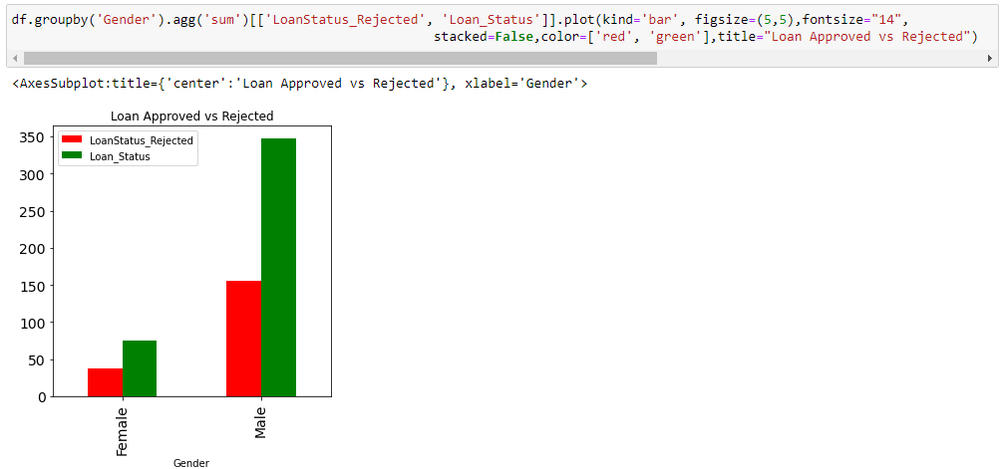 df.groupby('Gender').agg('sum')[['LoanStatus_Rejected', 'Loan_Status']].plot(kind='bar', figsize=(5,5),fontsize="14",
stacked=False,color=['red', 'green'],title="Loan Approved vs Rejected")
<AxesSubplot:title={'center':'Loan Approved vs Rejected'}, xlabel='Gender'>
Loan Approved vs Rejected
LoanStatus_Rejected
Loan_Status
350
300
250
200
150
100
50
0
Female
Male
Gender